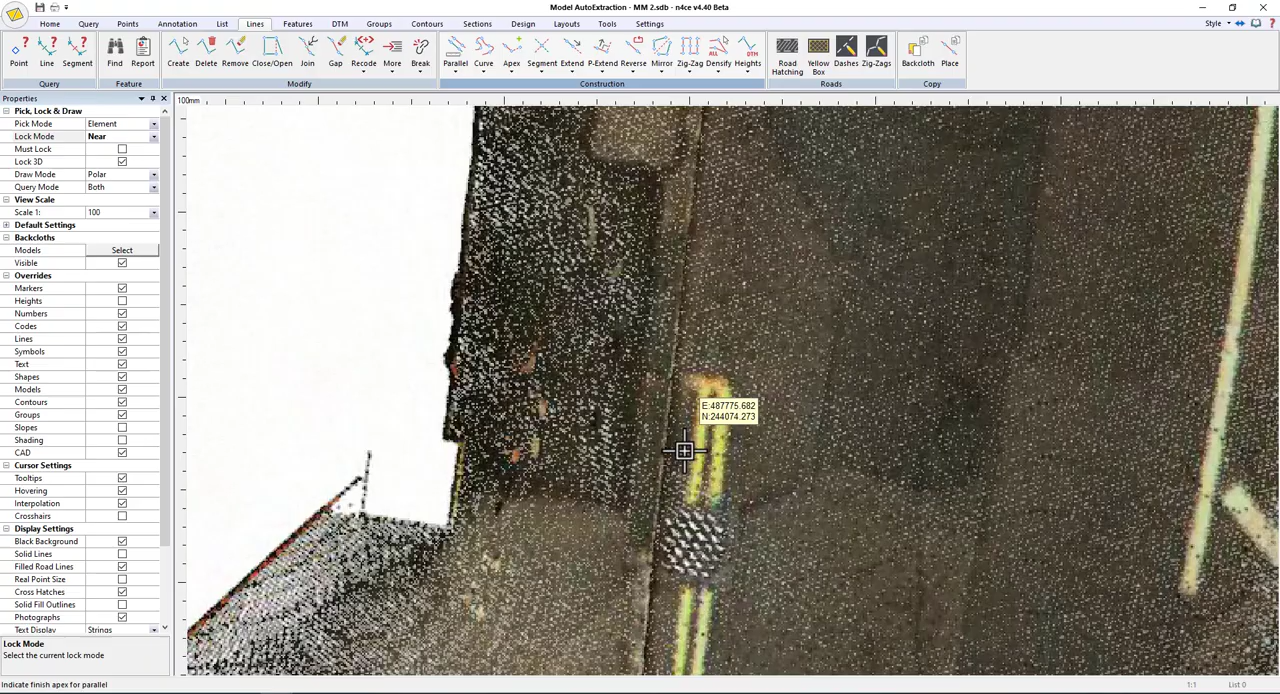 Model AutoExtraction - MM 2.sdb - n4ce v4.40 Beta
Home Query Points Annotation List Lines Features DTM Groups Contours Sections Design Layouts Tools Settings
Style
Point Line Segment Find Report Create Delete Remove Close/Open Join Gap Recode More Break Parallel Curve Apex Segment Extend P-Extend Reverse Mirror Zig-Zag Densify Heights Road Hatching Yellow Box Dashes Zig-Zags Backcloth Place
Query Feature Modify Construction Roads Copy
Properties
100mm
Pick, Lock & Draw
Pick Mode Element
Lock Mode Near
Must Lock
Lock 3D
Draw Mode Polar
Query Mode Both
View Scale
Scale 1: 100
Default Settings
Backcloths
Models Select
Visible
Overrides
Markers
Heights
Numbers
Codes
Lines
Symbols
Text
Shapes
Models
Contours
Groups
Slopes
Shading
CAD
Cursor Settings
Tooltips
Hovering
Interpolation
Crosshairs
Display Settings
Black Background
Solid Lines
Filled Road Lines
Real Point Size
Cross Hatches
Solid Fill Outlines
Photographs
Text Display Strings
Lock Mode
Select the current lock mode
E:487775.682
N:244074.273
Indicate finish apex for parallel
1:1 List 0